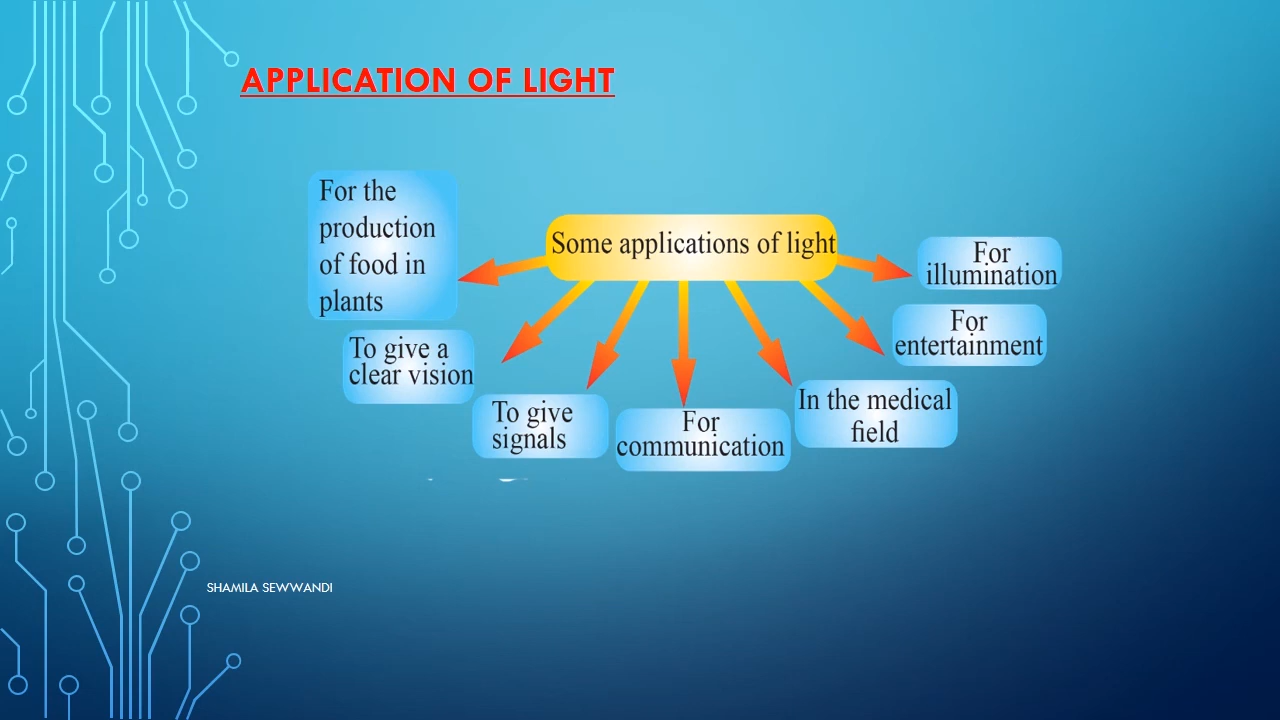 APPLICATION OF LIGHT
Some applications of light
For the
production
of food in
plants
To give a
clear vision
To give
signals
For
communication
In the medical
field
For
entertainment
For
illumination
SHAMILA SEWWANDI